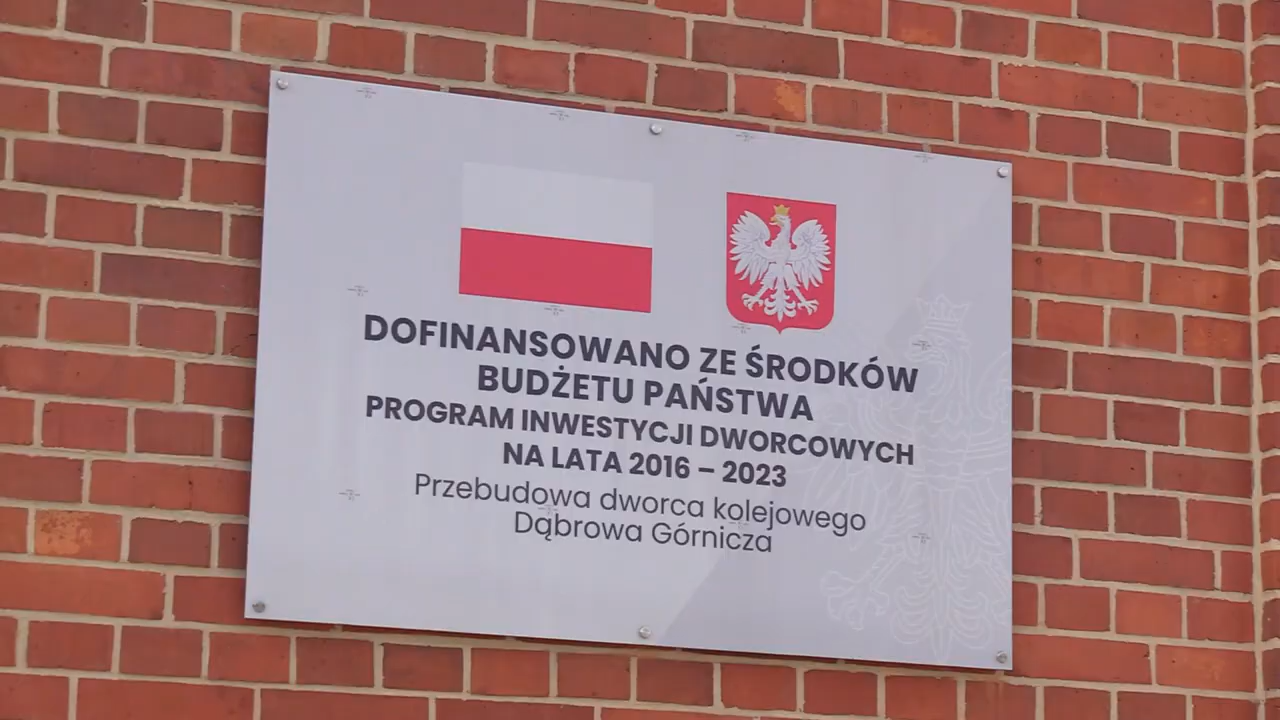 DOFINANSOWANO ZE ŚRODKÓW
BUDŻETU PAŃSTWA
PROGRAM INWESTYCJI DWORCOWYCH
NA LATA 2016 – 2023
Przebudowa dworca kolejowego
Dąbrowa Górnicza